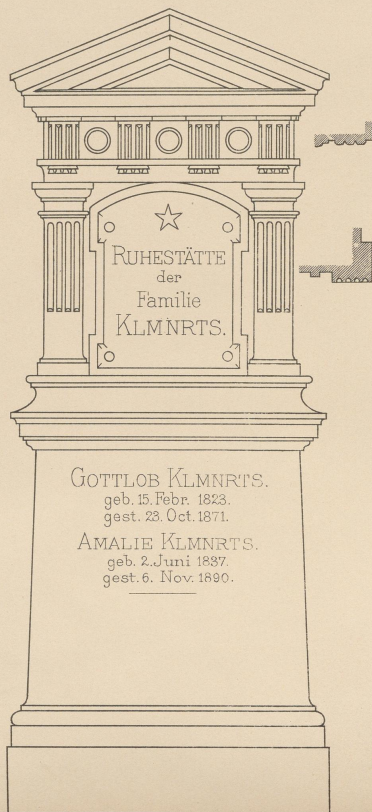 RUHESTÄTTE
der
Familie
KLMNRTS.
GOTTLOB KLMNRTS.
geb. 15. Febr. 1823.
gest. 23. Oct. 1871.
AMALIE KLMNRTS.
geb. 2. Juni 1837.
gest. 6. Nov. 1890.